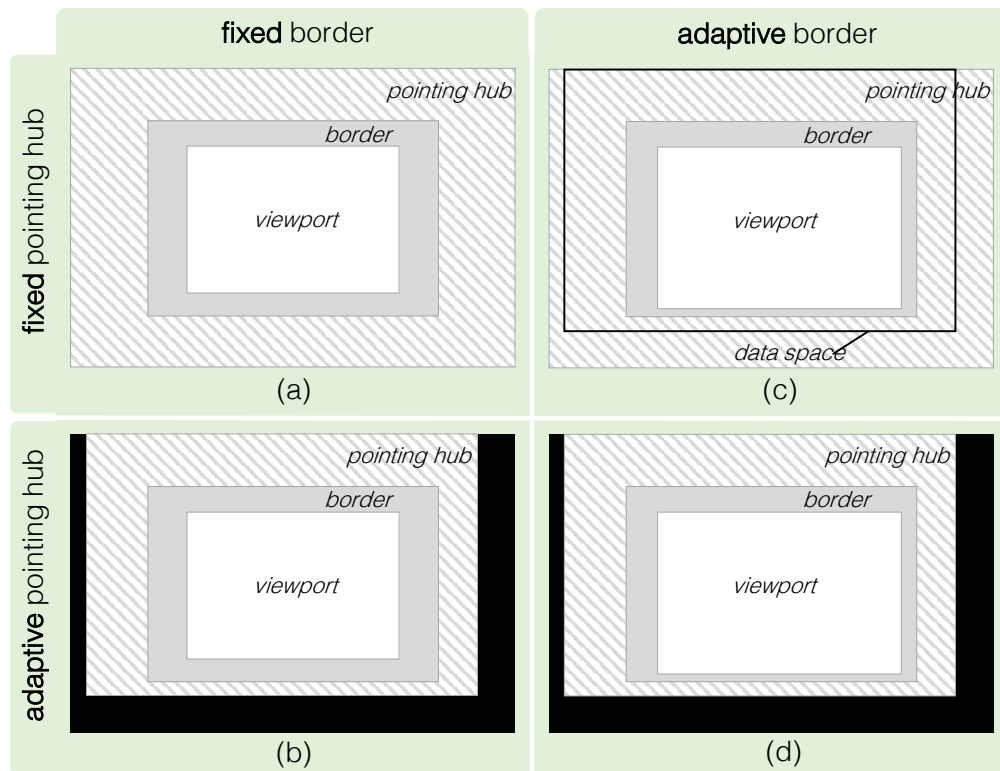 fixed border
adaptive border
fixed pointing hub
pointing hub
border
viewport
(a)
pointing hub
border
viewport
data space
(c)
adaptive pointing hub
pointing hub
border
viewport
(b)
pointing hub
border
viewport
(d)